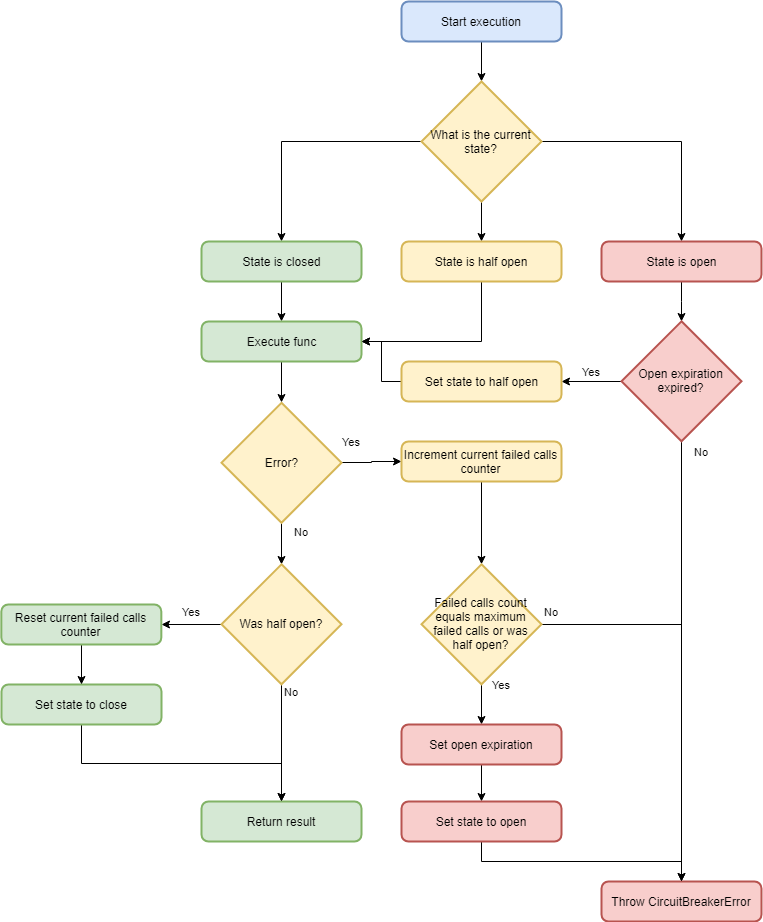 Start execution
What is the current
state?
State is closed
State is half open
State is open
Execute func
Open expiration
expired?
Yes
Set state to half open
No
Error?
Yes
Increment current failed calls
counter
No
Failed calls count
equals maximum
failed calls or was
half open?
No
Was half open?
Yes
Reset current failed calls
counter
No
Yes
Set state to close
Set open expiration
Return result
Set state to open
Throw CircuitBreakerError